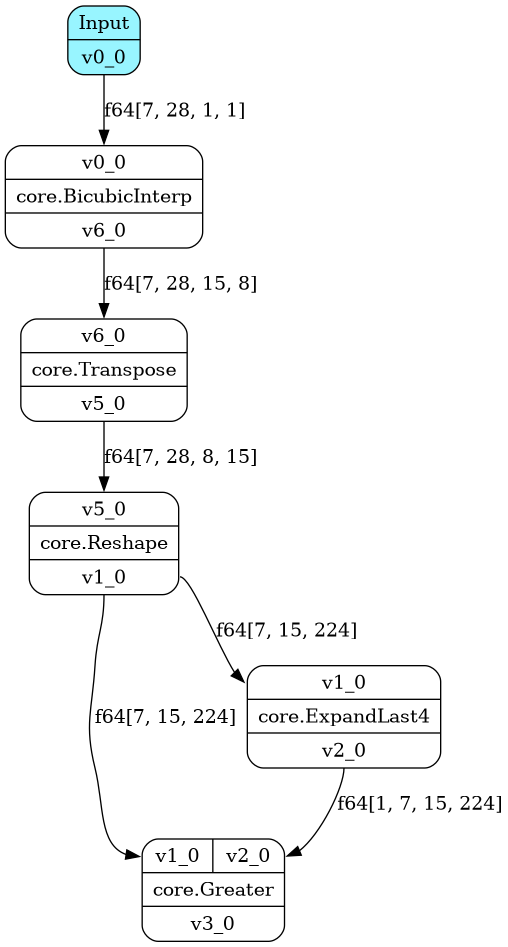 Input
v0_0
f64[7, 28, 1, 1]
v0_0
core.BicubicInterp
v6_0
f64[7, 28, 15, 8]
v6_0
core.Transpose
v5_0
f64[7, 28, 8, 15]
v5_0
core.Reshape
v1_0
f64[7, 15, 224]
v1_0
core.ExpandLast4
v2_0
f64[7, 15, 224]
f64[1, 7, 15, 224]
v1_0 v2_0
core.Greater
v3_0